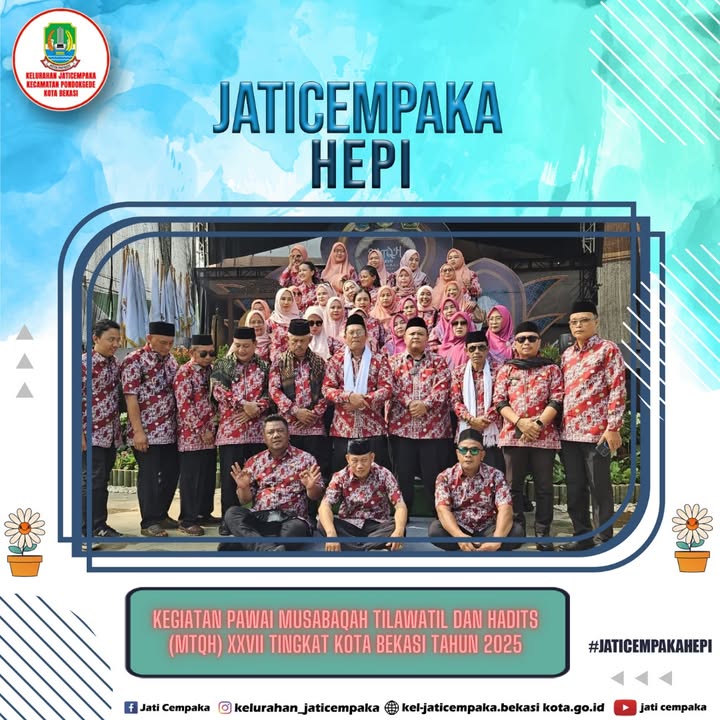 KELURAHAN JATICEMPAKA
KECAMATAN PONDOKGEDE
KOTA BEKASI
JATICEMPAKA
HEPI
KEGIATAN PAWAI MUSABAQAH TILAWATIL DAN HADITS
(MTQH) XXVII TINGKAT KOTA BEKASI TAHUN 2025
#JATICEMPAKAHEPI
Jati Cempaka kelurahan_jaticempaka kel-jaticempaka.bekasi kota.go.id jati cempaka